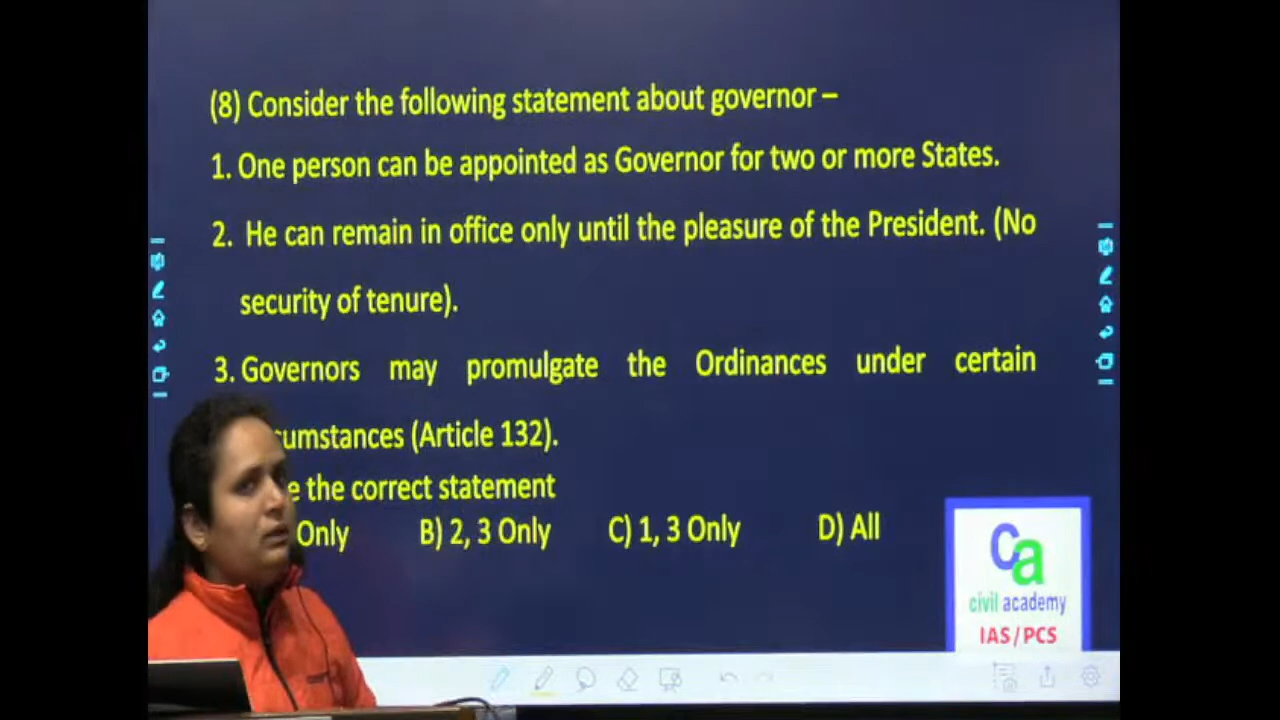 (8) Consider the following statement about governor –
1. One person can be appointed as Governor for two or more States.
2. He can remain in office only until the pleasure of the President. (No
security of tenure).
3. Governors may promulgate the Ordinances under certain
cumstances (Article 132).
e the correct statement
Only B) 2, 3 Only C) 1, 3 Only D) All
Ca
civil academy
IAS/PCS